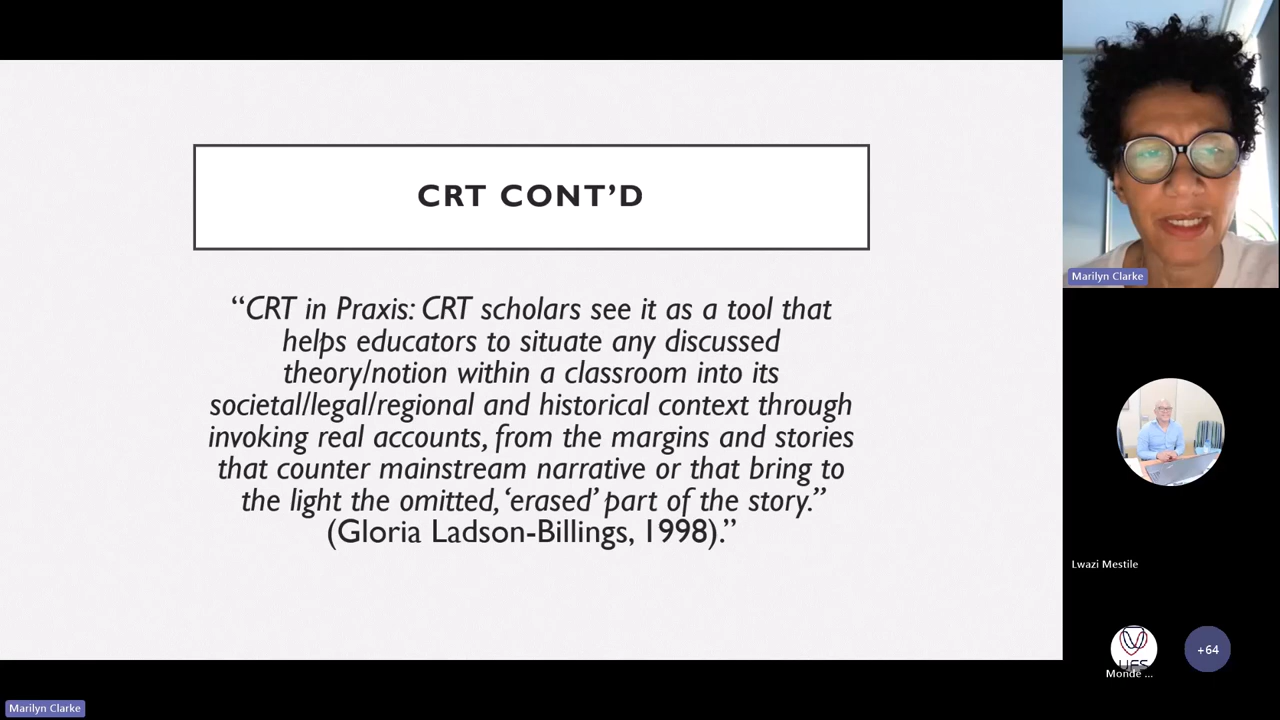 CRT CONT’D
“CRT in Praxis: CRT scholars see it as a tool that
helps educators to situate any discussed
theory/notion within a classroom into its
societal/legal/regional and historical context through
invoking real accounts, from the margins and stories
that counter mainstream narrative or that bring to
the light the omitted, ‘erased’ part of the story.”
(Gloria Ladson-Billings, 1998).”
Marilyn Clarke
Lwazi Mestile
UFS
Monde ...
+64
Marilyn Clarke